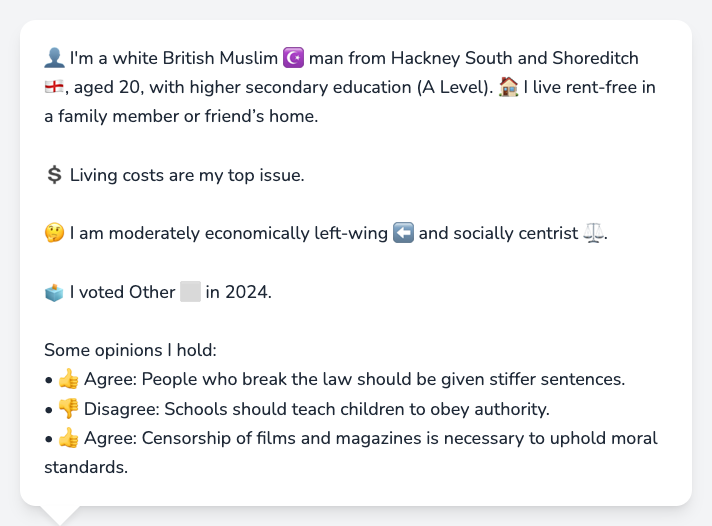 👤 I'm a white British Muslim ☪️ man from Hackney South and Shoreditch
🏴󠁧󠁢󠁥󠁮󠁧󠁿, aged 20, with higher secondary education (A Level). 🏠 I live rent-free in
a family member or friend’s home.
💲 Living costs are my top issue.
🤔 I am moderately economically left-wing ⬅️ and socially centrist ⚖️.
🗳️ I voted Other ⬜ in 2024.
Some opinions I hold:
• 👍 Agree: People who break the law should be given stiffer sentences.
• 👎 Disagree: Schools should teach children to obey authority.
• 👍 Agree: Censorship of films and magazines is necessary to uphold moral
standards.